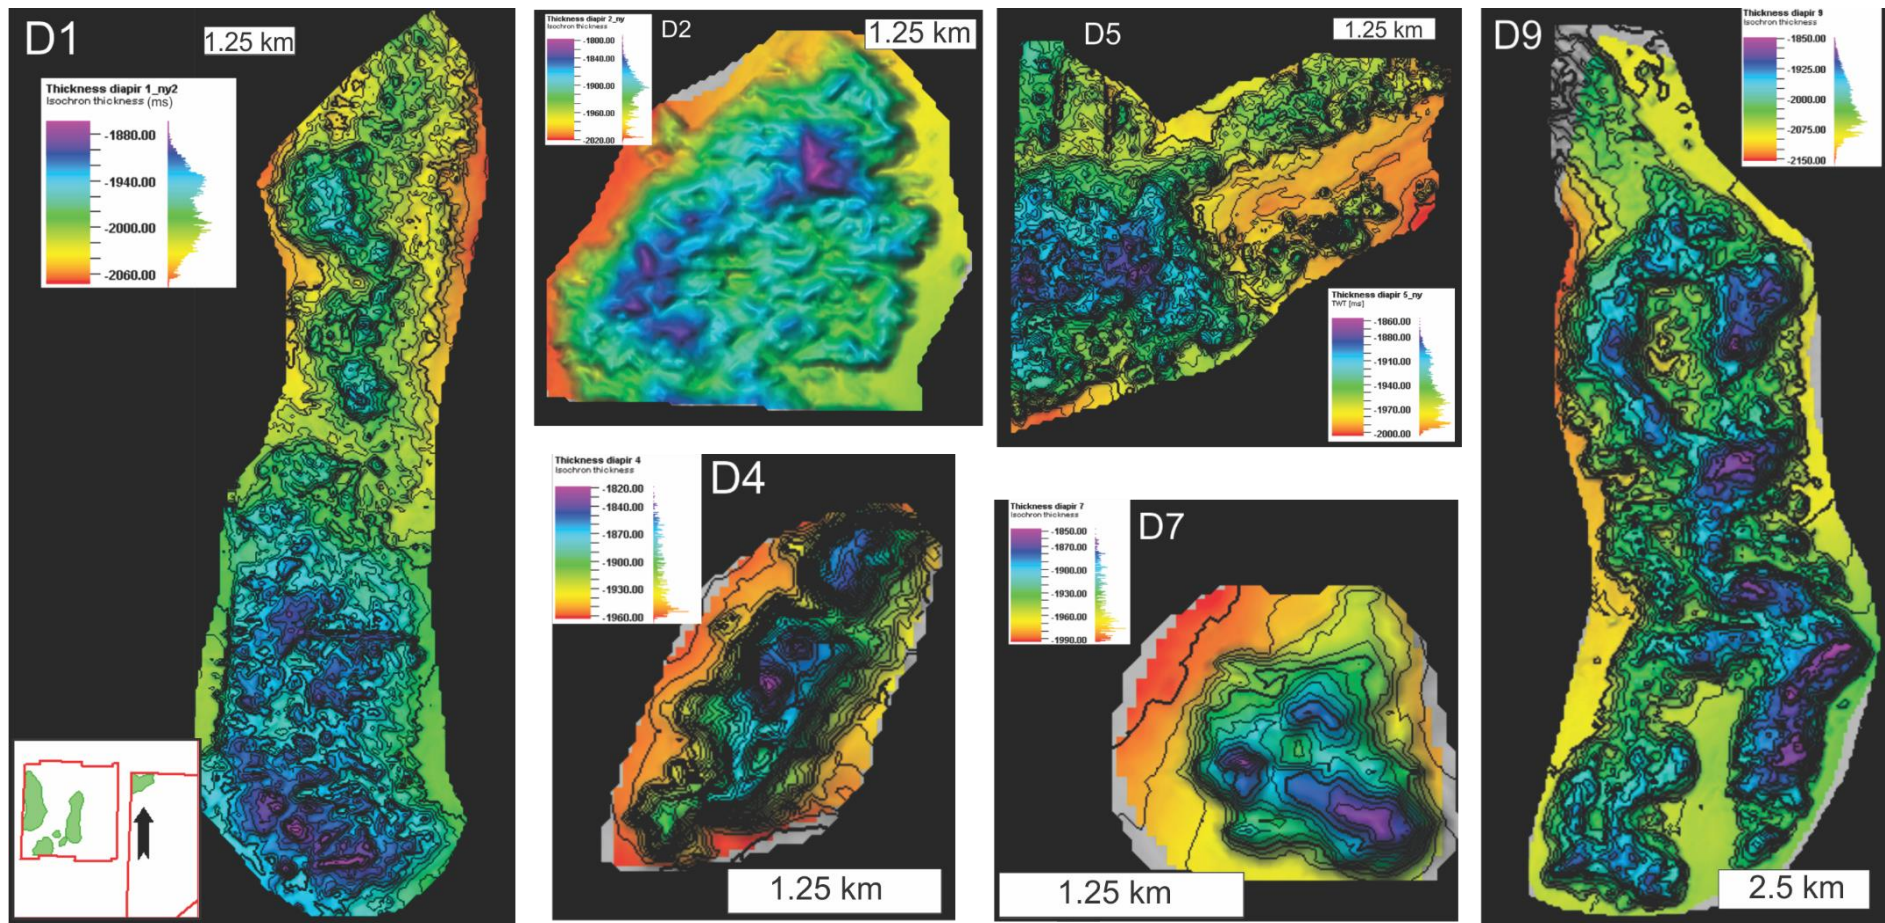 D1
1.25 km
Thickness diapir 1_ny2
Isochron thickness (ms)
-1880.00
-1940.00
-2000.00
-2060.00
Thickness diapir 2_ny
Isochron thickness
-1800.00
-1840.00
-1900.00
-1960.00
-2020.00
D2
1.25 km
D5
1.25 km
Thickness diapir 5_ny
TWT [ms]
-1860.00
-1880.00
-1910.00
-1940.00
-1970.00
-2000.00
D9
Thickness diapir 9
Isochron thickness
-1850.00
-1925.00
-2000.00
-2075.00
-2150.00
2.5 km
Thickness diapir 4
Isochron thickness
-1820.00
-1840.00
-1870.00
-1900.00
-1930.00
-1960.00
D4
1.25 km
Thickness diapir 7
Isochron thickness
-1850.00
-1870.00
-1900.00
-1930.00
-1960.00
-1990.00
D7
1.25 km